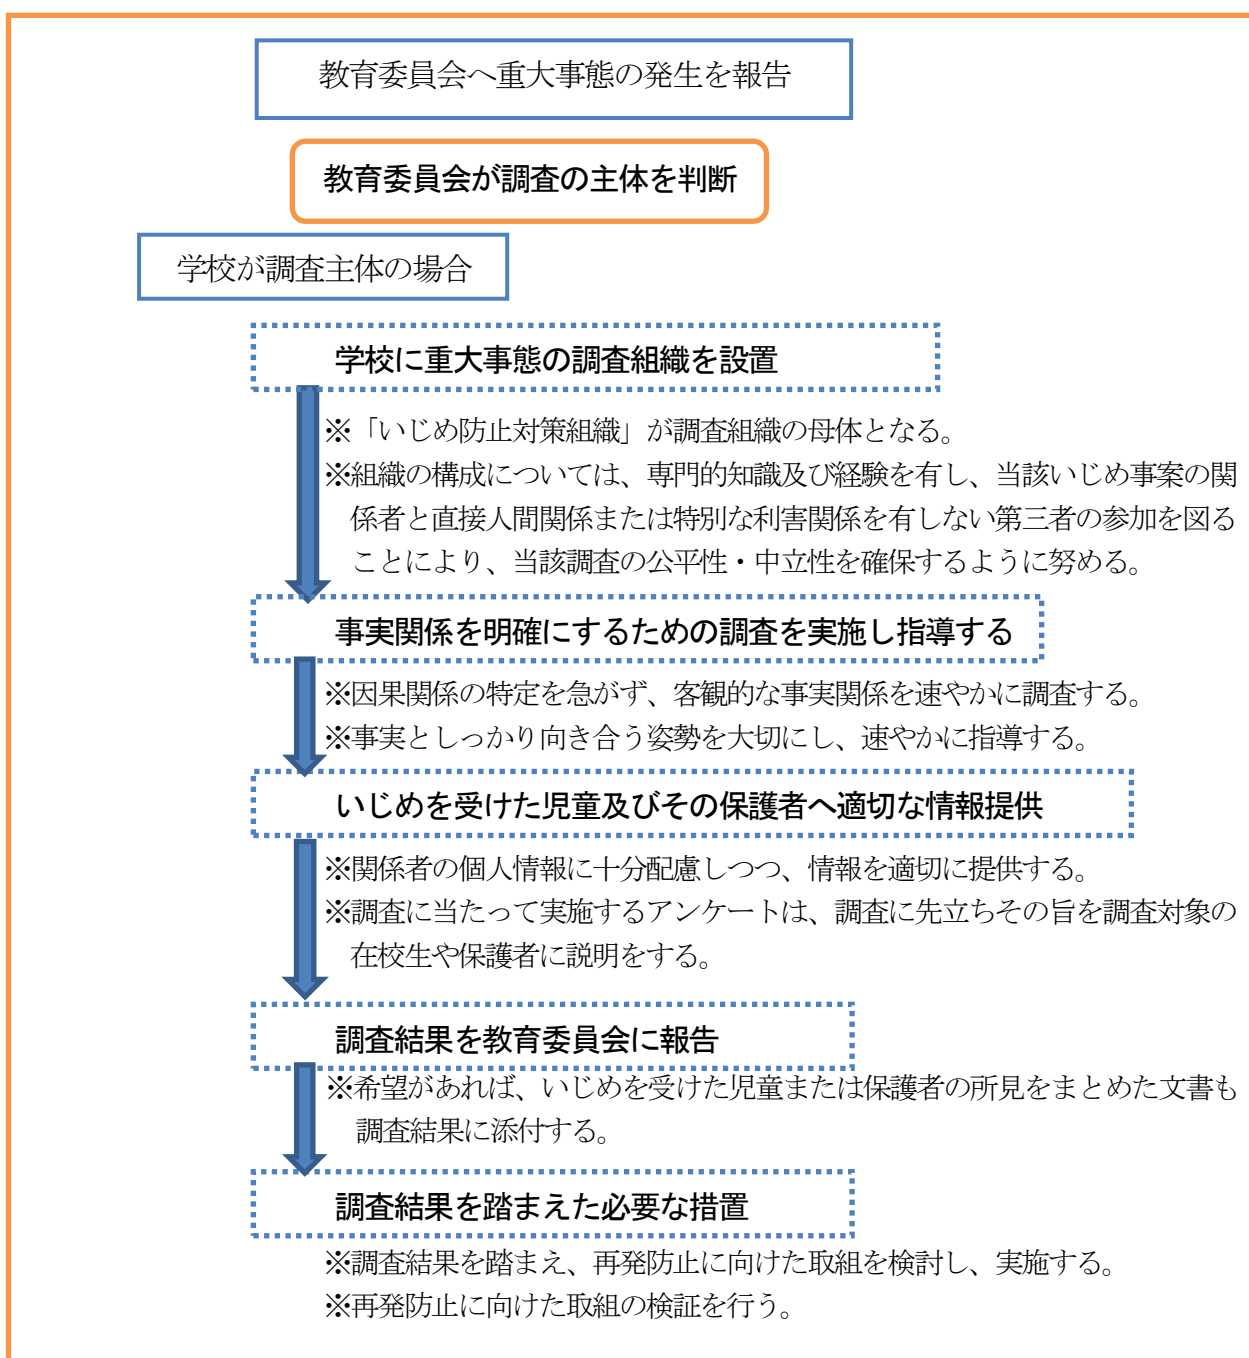 教育委員会へ重大事態の発生を報告
教育委員会が調査の主体を判断
学校が調査主体の場合
学校に重大事態の調査組織を設置
※「いじめ防止対策組織」が調査組織の母体となる。
※組織の構成については、専門的知識及び経験を有し、当該いじめ事案の関
係者と直接人間関係または特別な利害関係を有しない第三者の参加を図る
ことにより、当該調査の公平性・中立性を確保するように努める。
事実関係を明確にするための調査を実施し指導する
※因果関係の特定を急がず、客観的な事実関係を速やかに調査する。
※事実としっかり向き合う姿勢を大切にし、速やかに指導する。
いじめを受けた児童及びその保護者へ適切な情報提供
※関係者の個人情報に十分配慮しつつ、情報を適切に提供する。
※調査に当たって実施するアンケートは、調査に先立ちその旨を調査対象の
在校生や保護者に説明をする。
調査結果を教育委員会に報告
※希望があれば、いじめを受けた児童または保護者の所見をまとめた文書も
調査結果に添付する。
調査結果を踏まえた必要な措置
※調査結果を踏まえ、再発防止に向けた取組を検討し、実施する。
※再発防止に向けた取組の検証を行う。